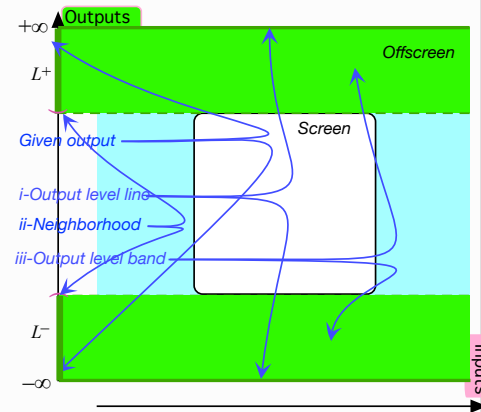 Outputs
+∞
Offscreen
L⁺
Screen
Given output
i-Output level line
ii-Neighborhood
iii-Output level band
L⁻
Inputs
−∞